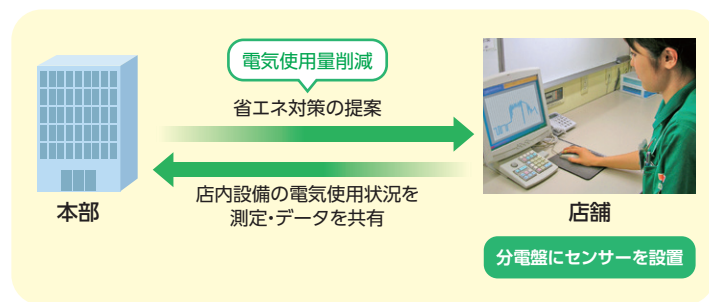 電気使用量削減
省エネ対策の提案
店内設備の電気使用状況を
測定・データを共有
本部
店舗
分電盤にセンサーを設置